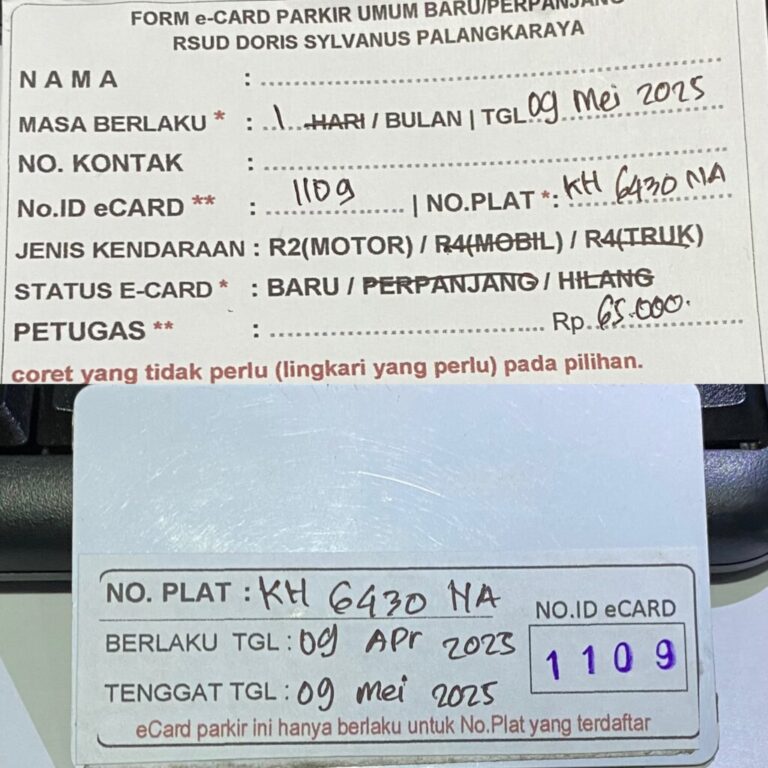 FORM e-CARD PARKIR UMUM BARU/PERPANJANG
RSUD DORIS SYLVANUS PALANGKARAYA
NAMA :
MASA BERLAKU * : 1 HARI / BULAN | TGL 09 Mei 2025
NO. KONTAK :
No.ID eCARD ** : 1109 | NO.PLAT *: KH 6430 NA
JENIS KENDARAAN : R2(MOTOR) / R4(MOBIL) / R4(TRUK)
STATUS E-CARD * : BARU / PERPANJANG / HILANG
PETUGAS ** : Rp. 65.000.
coret yang tidak perlu (lingkari yang perlu) pada pilihan.
NO. PLAT : KH 6430 NA
NO.ID eCARD
BERLAKU TGL : 09 Apr 2025
1109
TENGGAT TGL : 09 mei 2025
eCard parkir ini hanya berlaku untuk No.Plat yang terdaftar